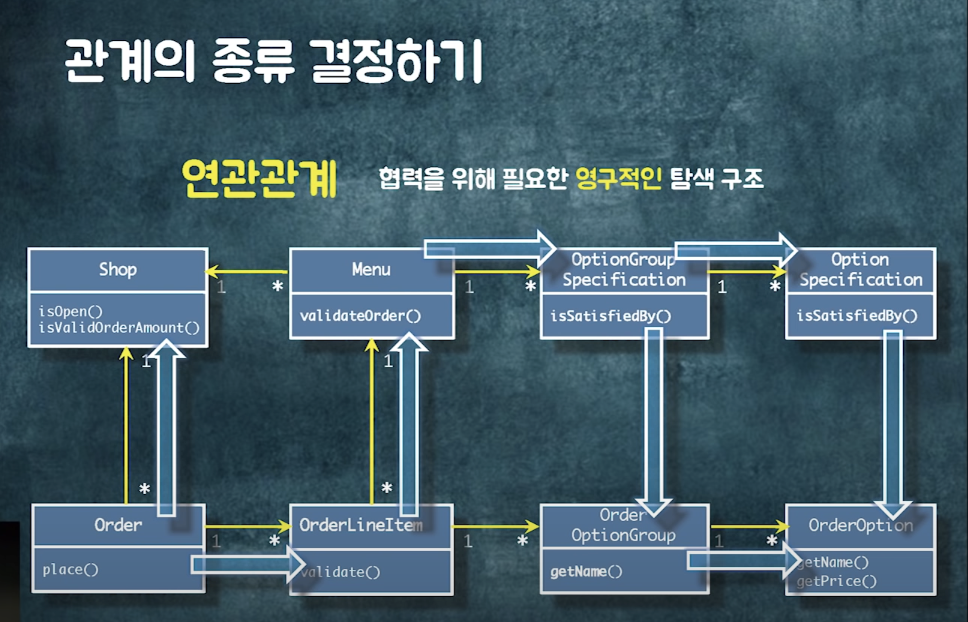 관계의 종류 결정하기
연관관계
협력을 위해 필요한 영구적인 탐색 구조
Shop
isOpen()
isValidOrderAmount()
1
*
Menu
validateOrder()
1
*
OptionGroup
Specification
isSatisfiedBy()
1
*
Option
Specification
isSatisfiedBy()
1
*
1
*
Order
place()
1
*
OrderLineItem
validate()
1
*
Order
OptionGroup
getName()
1
*
OrderOption
getName()
getPrice()